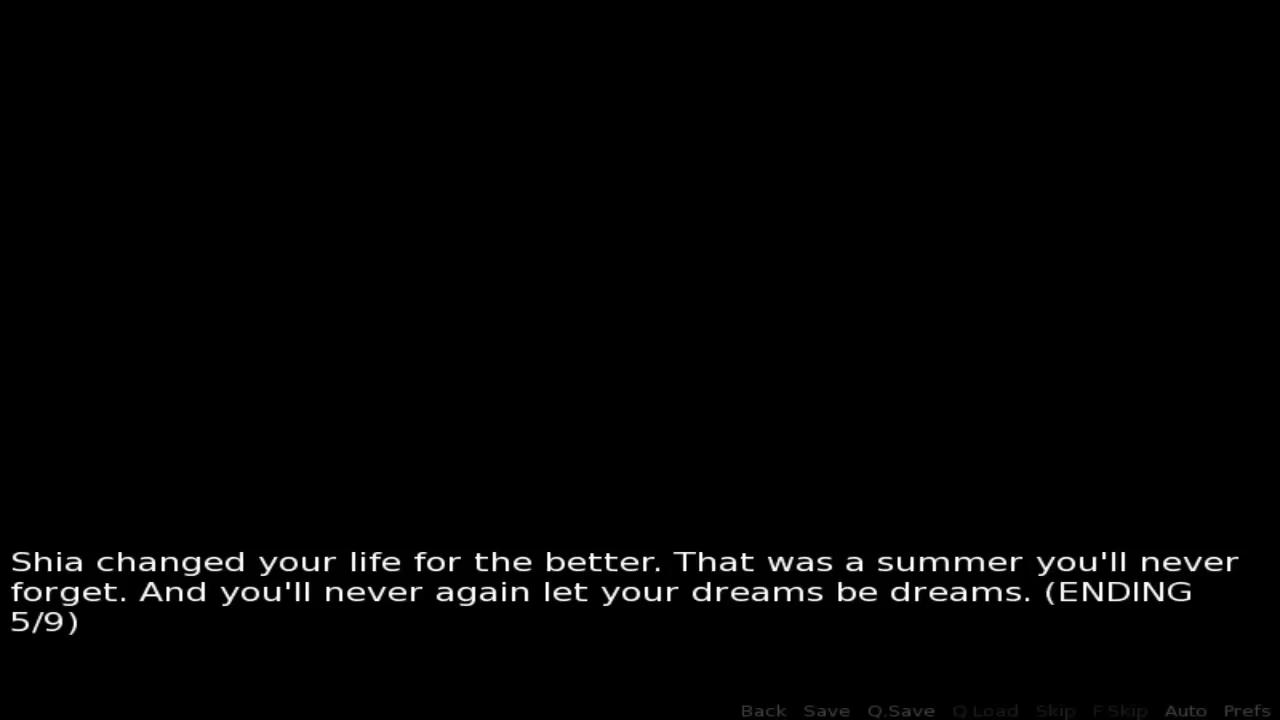 Shia changed your life for the better. That was a summer you'll never
forget. And you'll never again let your dreams be dreams. (ENDING
5/9)
Back Save Q.Save Q.Load Skip F.Skip Auto Prefs